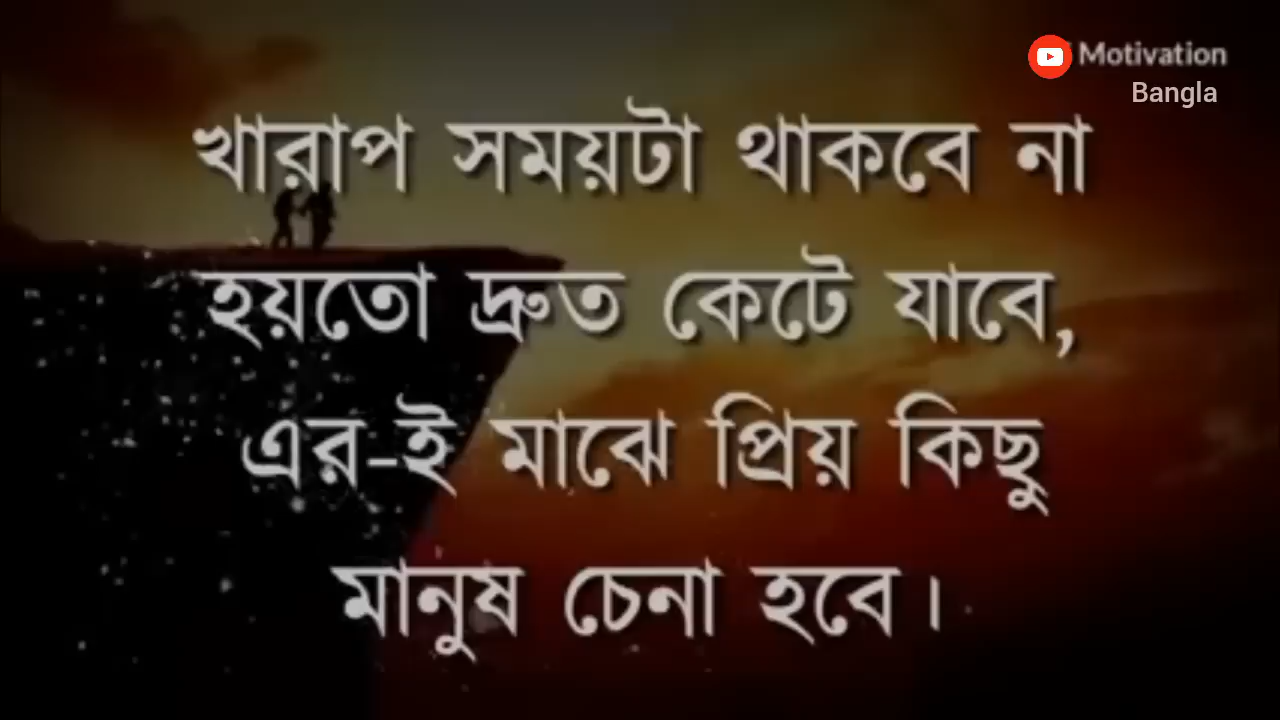 Motivation
Bangla
খারাপ সময়টা থাকবে না
হয়তো দ্রুত কেটে যাবে,
এর-ই মাঝে প্রিয় কিছু
মানুষ চেনা হবে।